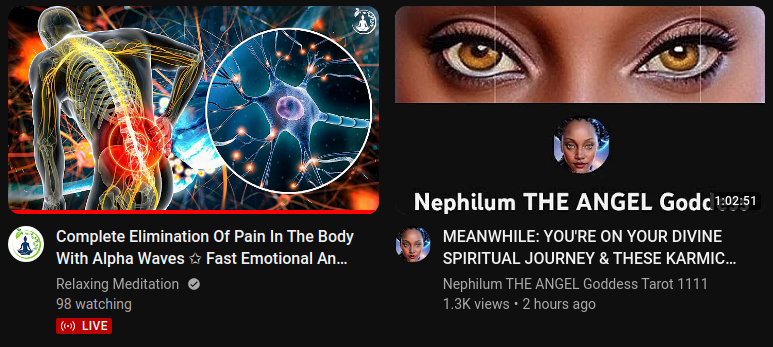 Complete Elimination Of Pain In The Body
With Alpha Waves ✩ Fast Emotional An...
Relaxing Meditation
98 watching
LIVE
Nephilum THE ANGEL
1:02:51
MEANWHILE: YOU'RE ON YOUR DIVINE
SPIRITUAL JOURNEY & THESE KARMIC...
Nephilum THE ANGEL Goddess Tarot 1111
1.3K views • 2 hours ago